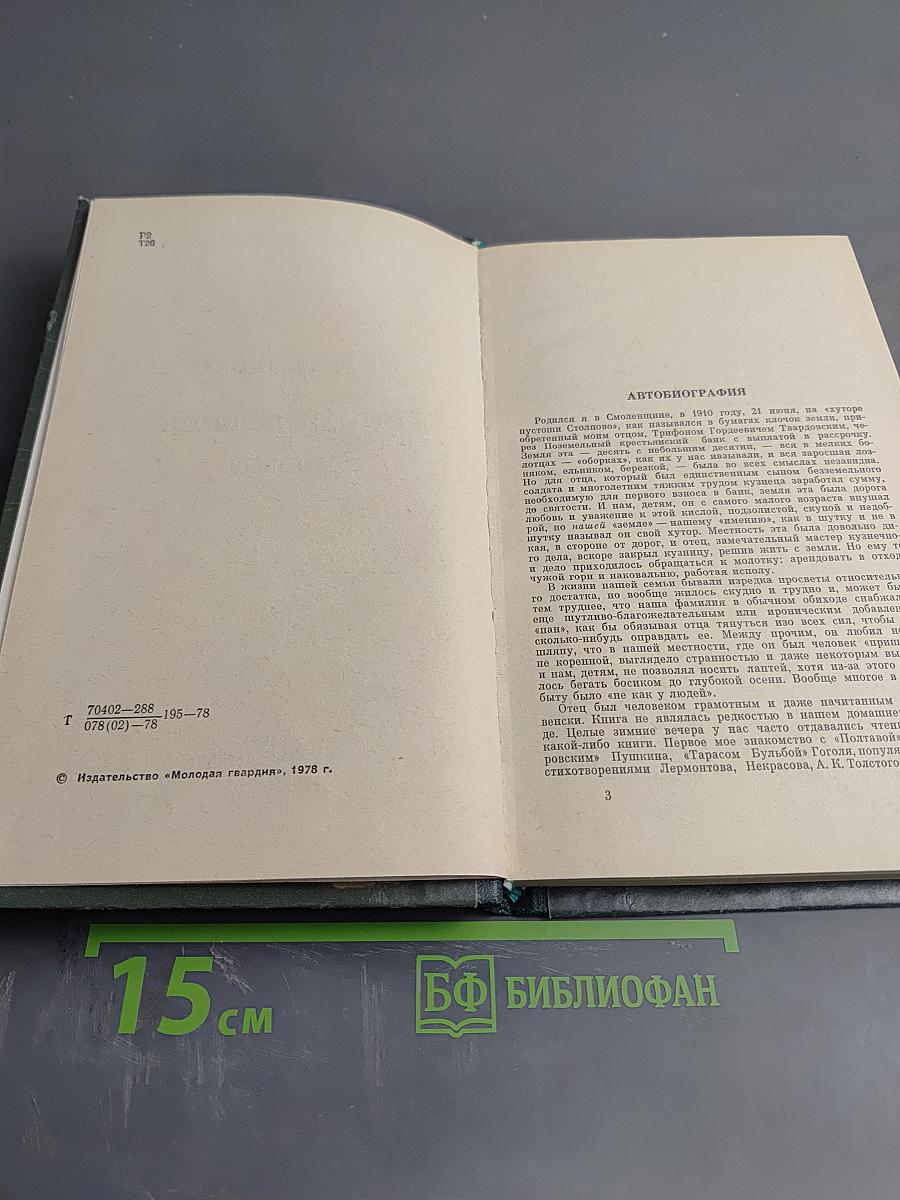 Р2
Т26
Т 70402—288
078(02)—78 195—78
© Издательство «Молодая гвардия», 1978 г.
АВТОБИОГРАФИЯ
Родился я в Смоленщине, в 1910 году, 21 июня, на «хуторе
пустоши Столпово», как назывался в бумагах клочок земли, при-
обретенный моим отцом, Трифоном Гордеевичем Твардовским, че-
рез Поземельный крестьянский банк с выплатой в рассрочку.
Земля эта — десять с небольшим десятин, — вся в мелких бо-
лотцах — «оборках», как их у нас называли, и вся заросшая лоз-
няком, ельником, березкой, — была во всех смыслах незавидна.
Но для отца, который был единственным сыном безземельного
солдата и многолетним тяжким трудом кузнеца заработал сумму,
необходимую для первого взноса в банк, земля эта была дорога
до святости. И нам, детям, он с самого малого возраста внушал
любовь и уважение к этой кислой, подзолистой, скупой и недоб-
рой, но нашей «земле» — нашему «имению», как в шутку и не в
шутку называл он свой хутор. Местность эта была довольно ди-
кая, в стороне от дорог, и отец, замечательный мастер кузнечно-
го дела, вскоре закрыл кузницу, решив жить с земли. Но ему то
и дело приходилось обращаться к молотку: арендовать в отход
чужой горн и наковальню, работая исполу.
В жизни нашей семьи бывали изредка просветы относительн
го достатка, но вообще жилось скудно и трудно и, может бы
тем труднее, что наша фамилия в обычном обиходе снабжал
еще шутливо-благожелательным или ироническим добавлен
«пан», как бы обязывая отца тянуться изо всех сил, чтобы
сколько-нибудь оправдать ее. Между прочим, он любил но
шляпу, что в нашей местности, где он был человек «приш
не коренной, выглядело странностью и даже некоторым вы
и нам, детям, не позволял носить лаптей, хотя из-за этого
лось бегать босиком до глубокой осени. Вообще многое в
быту было «не как у людей».
Отец был человеком грамотным и даже начитанным
венски. Книга не являлась редкостью в нашем домашне
де. Целые зимние вечера у нас часто отдавались чтени
какой-либо книги. Первое мое знакомство с «Полтавой»
ровским» Пушкина, «Тарасом Бульбой» Гоголя, популя
стихотворениями Лермонтова, Некрасова, А. К. Толстого
3
15 см
БФ БИБЛИОФАН